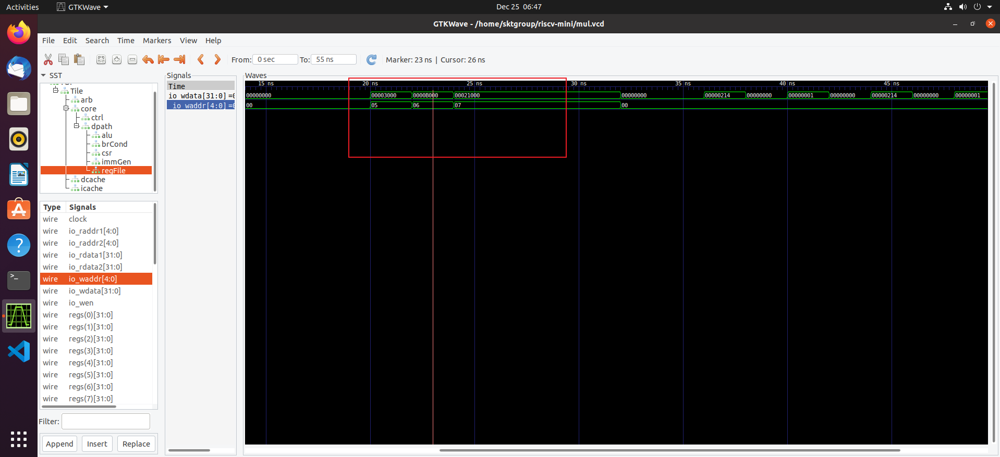 Activities GTKWave Dec 25 06:47
GTKWave - /home/sktgroup/riscv-mini/mul.vcd
File Edit Search Time Markers View Help
From: 0 sec To: 55 ns Marker: 23 ns | Cursor: 26 ns
SST
Tile
arb
core
ctrl
dpath
alu
brCond
csr
immGen
regFile
dcache
icache
Type Signals
wire clock
wire io_raddr1[4:0]
wire io_raddr2[4:0]
wire io_rdata1[31:0]
wire io_rdata2[31:0]
wire io_waddr[4:0]
wire io_wdata[31:0]
wire io_wen
wire regs(0)[31:0]
wire regs(1)[31:0]
wire regs(2)[31:0]
wire regs(3)[31:0]
wire regs(4)[31:0]
wire regs(5)[31:0]
wire regs(6)[31:0]
wire regs(7)[31:0]
Filter:
Append Insert Replace
Signals
Time
io_wdata[31:0] =0
io_waddr[4:0] =0
Waves
15 ns 20 ns 25 ns 30 ns 35 ns 40 ns 45 ns
00000000 00003000 0000B000 00021000 00000000 00000214 00000000 00000001 00000000 00000214 00000000 00000001
00 05 06 07 00